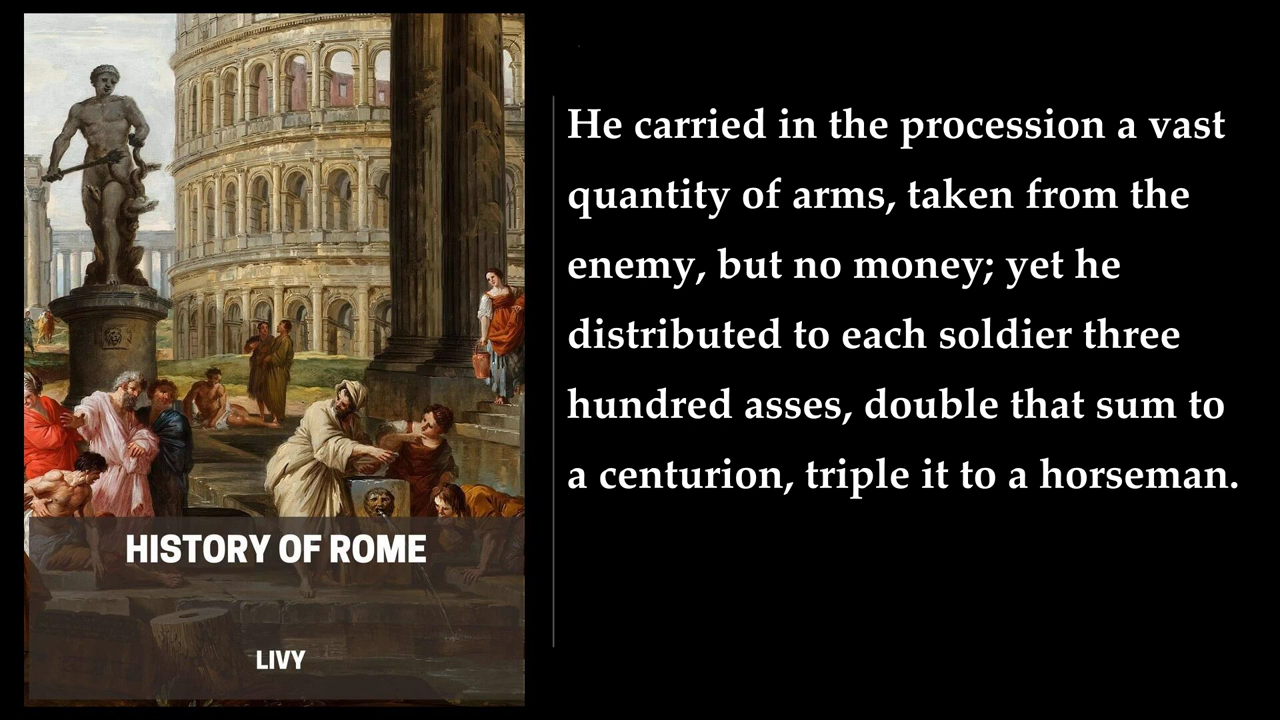 He carried in the procession a vast
quantity of arms, taken from the
enemy, but no money; yet he
distributed to each soldier three
hundred asses, double that sum to
a centurion, triple it to a horseman.
HISTORY OF ROME
LIVY